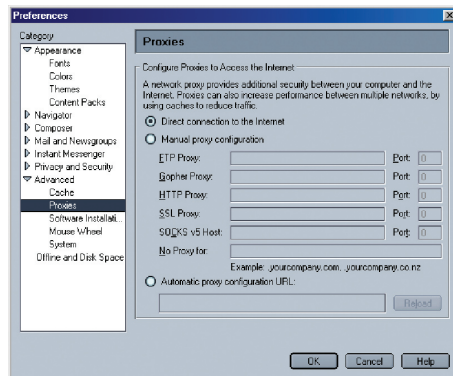 Preferences
Category
Appearance
Fonts
Colors
Themes
Content Packs
Navigator
Composer
Mail and Newsgroups
Instant Messenger
Privacy and Security
Advanced
Cache
Proxies
Software Installati...
Mouse Wheel
System
Offline and Disk Space
Proxies
Configure Proxies to Access the Internet
A network proxy provides additional security between your computer and the
Internet. Proxies can also increase performance between multiple networks, by
using caches to reduce traffic.
Direct connection to the Internet
Manual proxy configuration
FTP Proxy: Port: 0
Gopher Proxy: Port: 0
HTTP Proxy: Port: 0
SSL Proxy: Port: 0
SOCKS v5 Host: Port: 0
No Proxy for:
Example: .yourcompany.com, .yourcompany.co.nz
Automatic proxy configuration URL:
Reload
OK Cancel Help